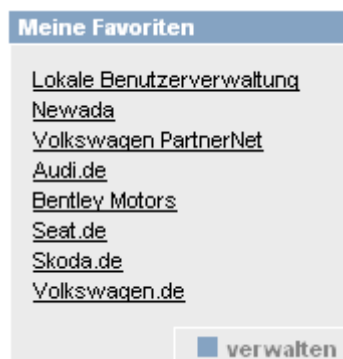 Meine Favoriten
Lokale Benutzerverwaltung
Newada
Volkswagen PartnerNet
Audi.de
Bentley Motors
Seat.de
Skoda.de
Volkswagen.de
verwalten